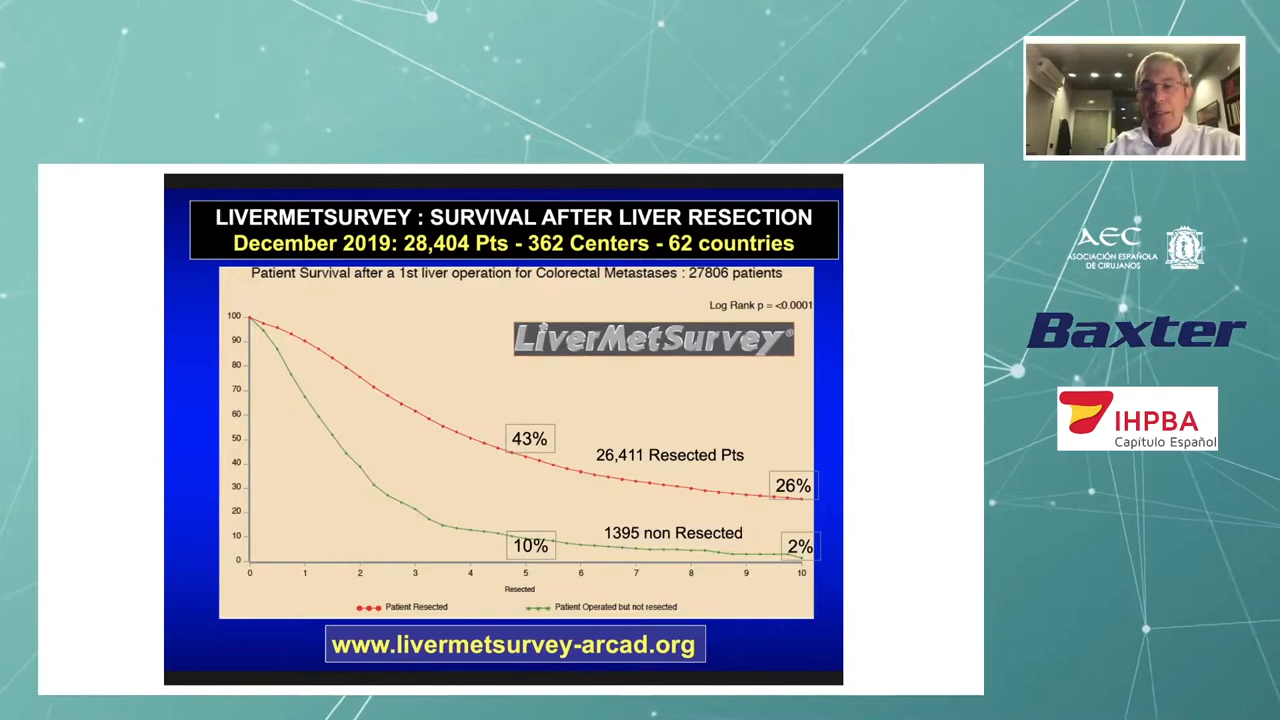 LIVERMETSURVEY : SURVIVAL AFTER LIVER RESECTION
December 2019: 28,404 Pts - 362 Centers - 62 countries
Patient Survival after a 1st liver operation for Colorectal Metastases : 27806 patients
Log Rank p = <0.0001
LiverMetSurvey®
100
90
80
70
60
50
40
30
20
10
0
43%
26,411 Resected Pts
26%
1395 non Resected
10%
2%
0 1 2 3 4 5 6 7 8 9 10
Resected
Patient Resected
Patient Operated but not resected
www.livermetsurvey-arcad.org
AEC
ASOCIACIÓN ESPAÑOLA
DE CIRUJANOS
Baxter
IHPBA
Capítulo Español